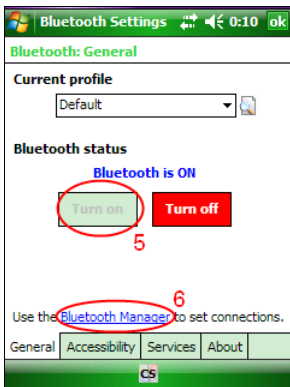 Bluetooth Settings 0:10 ok
Bluetooth: General
Current profile
Default
Bluetooth status
Bluetooth is ON
Turn on Turn off
5
6
Use the Bluetooth Manager to set connections.
General Accessibility Services About
CS